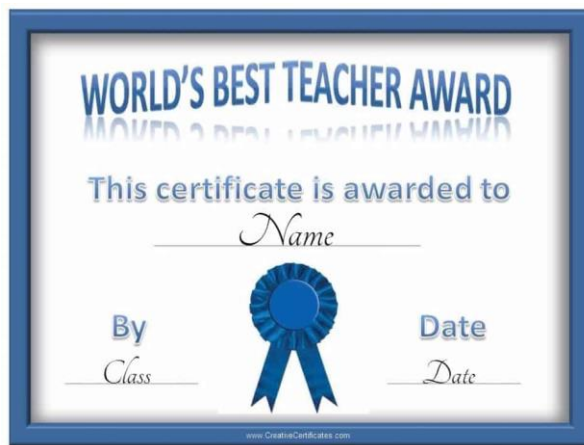 WORLD'S BEST TEACHER AWARD
This certificate is awarded to
Name
By
Date
Class
Date
www.CreativeCertificates.com